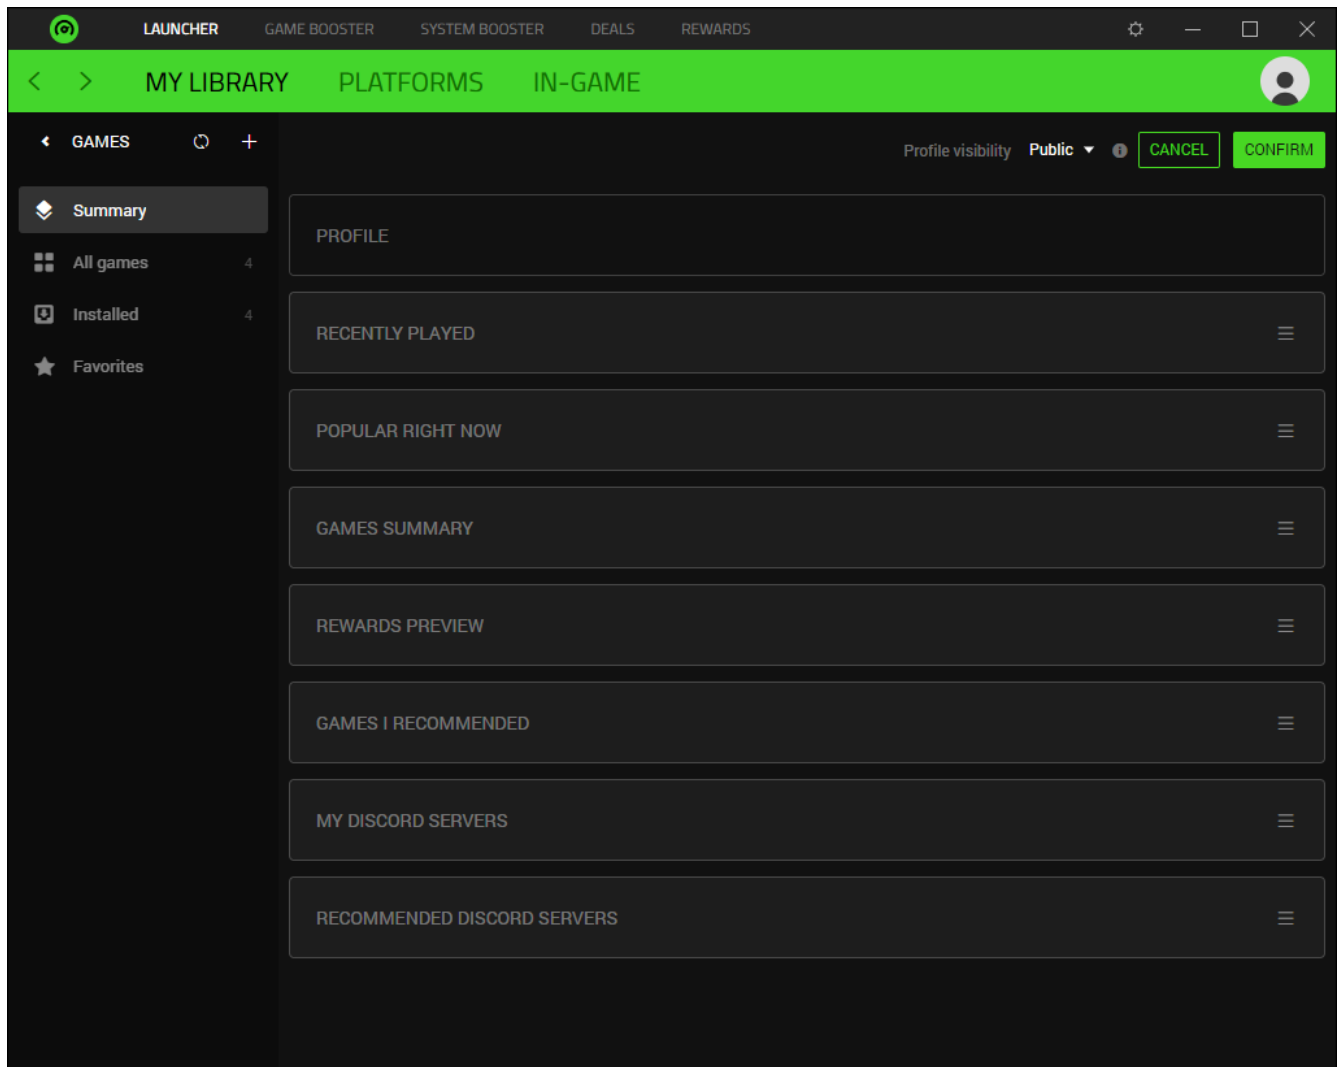 LAUNCHER GAME BOOSTER SYSTEM BOOSTER DEALS REWARDS
MY LIBRARY PLATFORMS IN-GAME
GAMES
Profile visibility Public CANCEL CONFIRM
Summary
All games 4
Installed 4
Favorites
PROFILE
RECENTLY PLAYED
POPULAR RIGHT NOW
GAMES SUMMARY
REWARDS PREVIEW
GAMES I RECOMMENDED
MY DISCORD SERVERS
RECOMMENDED DISCORD SERVERS